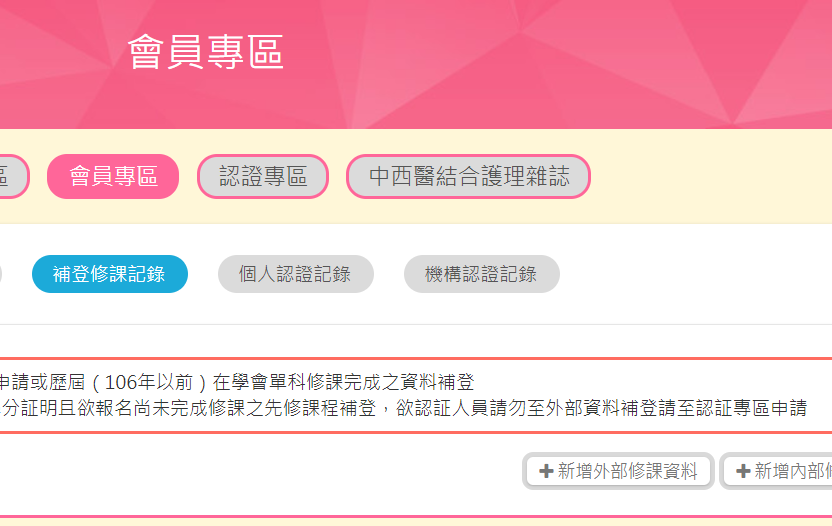 會員專區
區
會員專區
認證專區
中西醫結合護理雜誌
補登修課記錄
個人認證記錄
機構認證記錄
申請或歷屆（106年以前）在學會單科修課完成之資料補登
分証明且欲報名尚未完成修課之先修課程補登，欲認証人員請勿至外部資料補登請至認証專區申請
新增外部修課資料
新增內部修